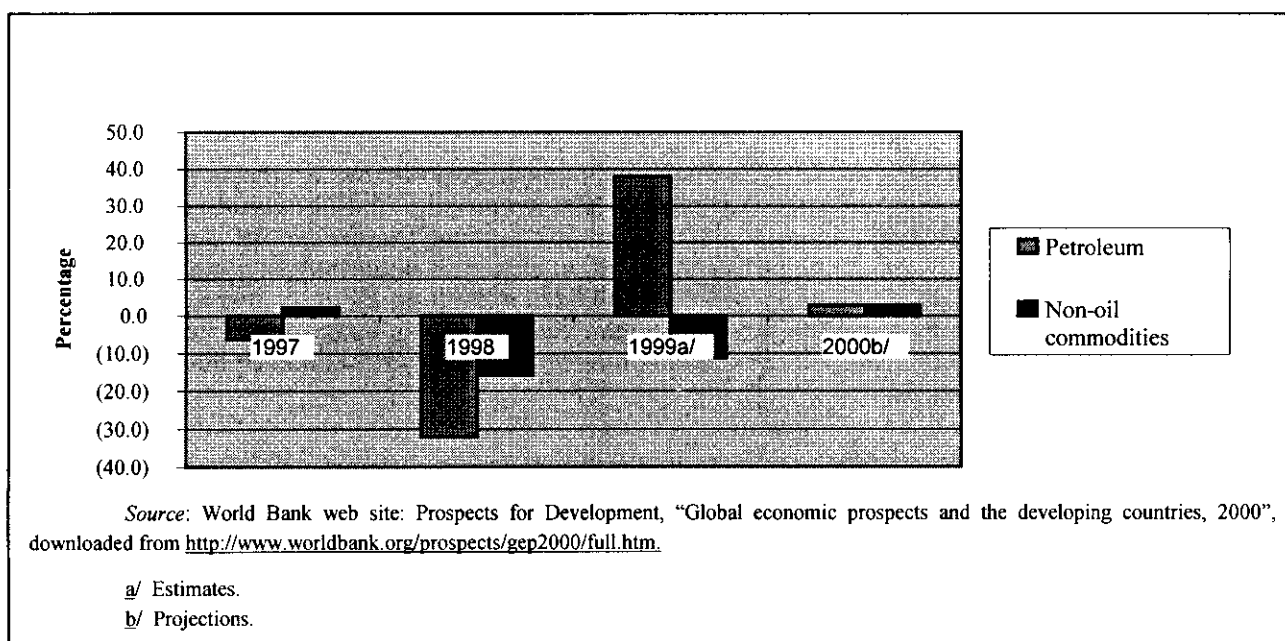 50.0
40.0
30.0
20.0
10.0
0.0
(10.0)
(20.0)
(30.0)
(40.0)
Percentage
1997
1998
1999a/
2000b/
Petroleum
Non-oil
commodities
Source: World Bank web site: Prospects for Development, “Global economic prospects and the developing countries, 2000”,
downloaded from http://www.worldbank.org/prospects/gep2000/full.htm.
a/ Estimates.
b/ Projections.